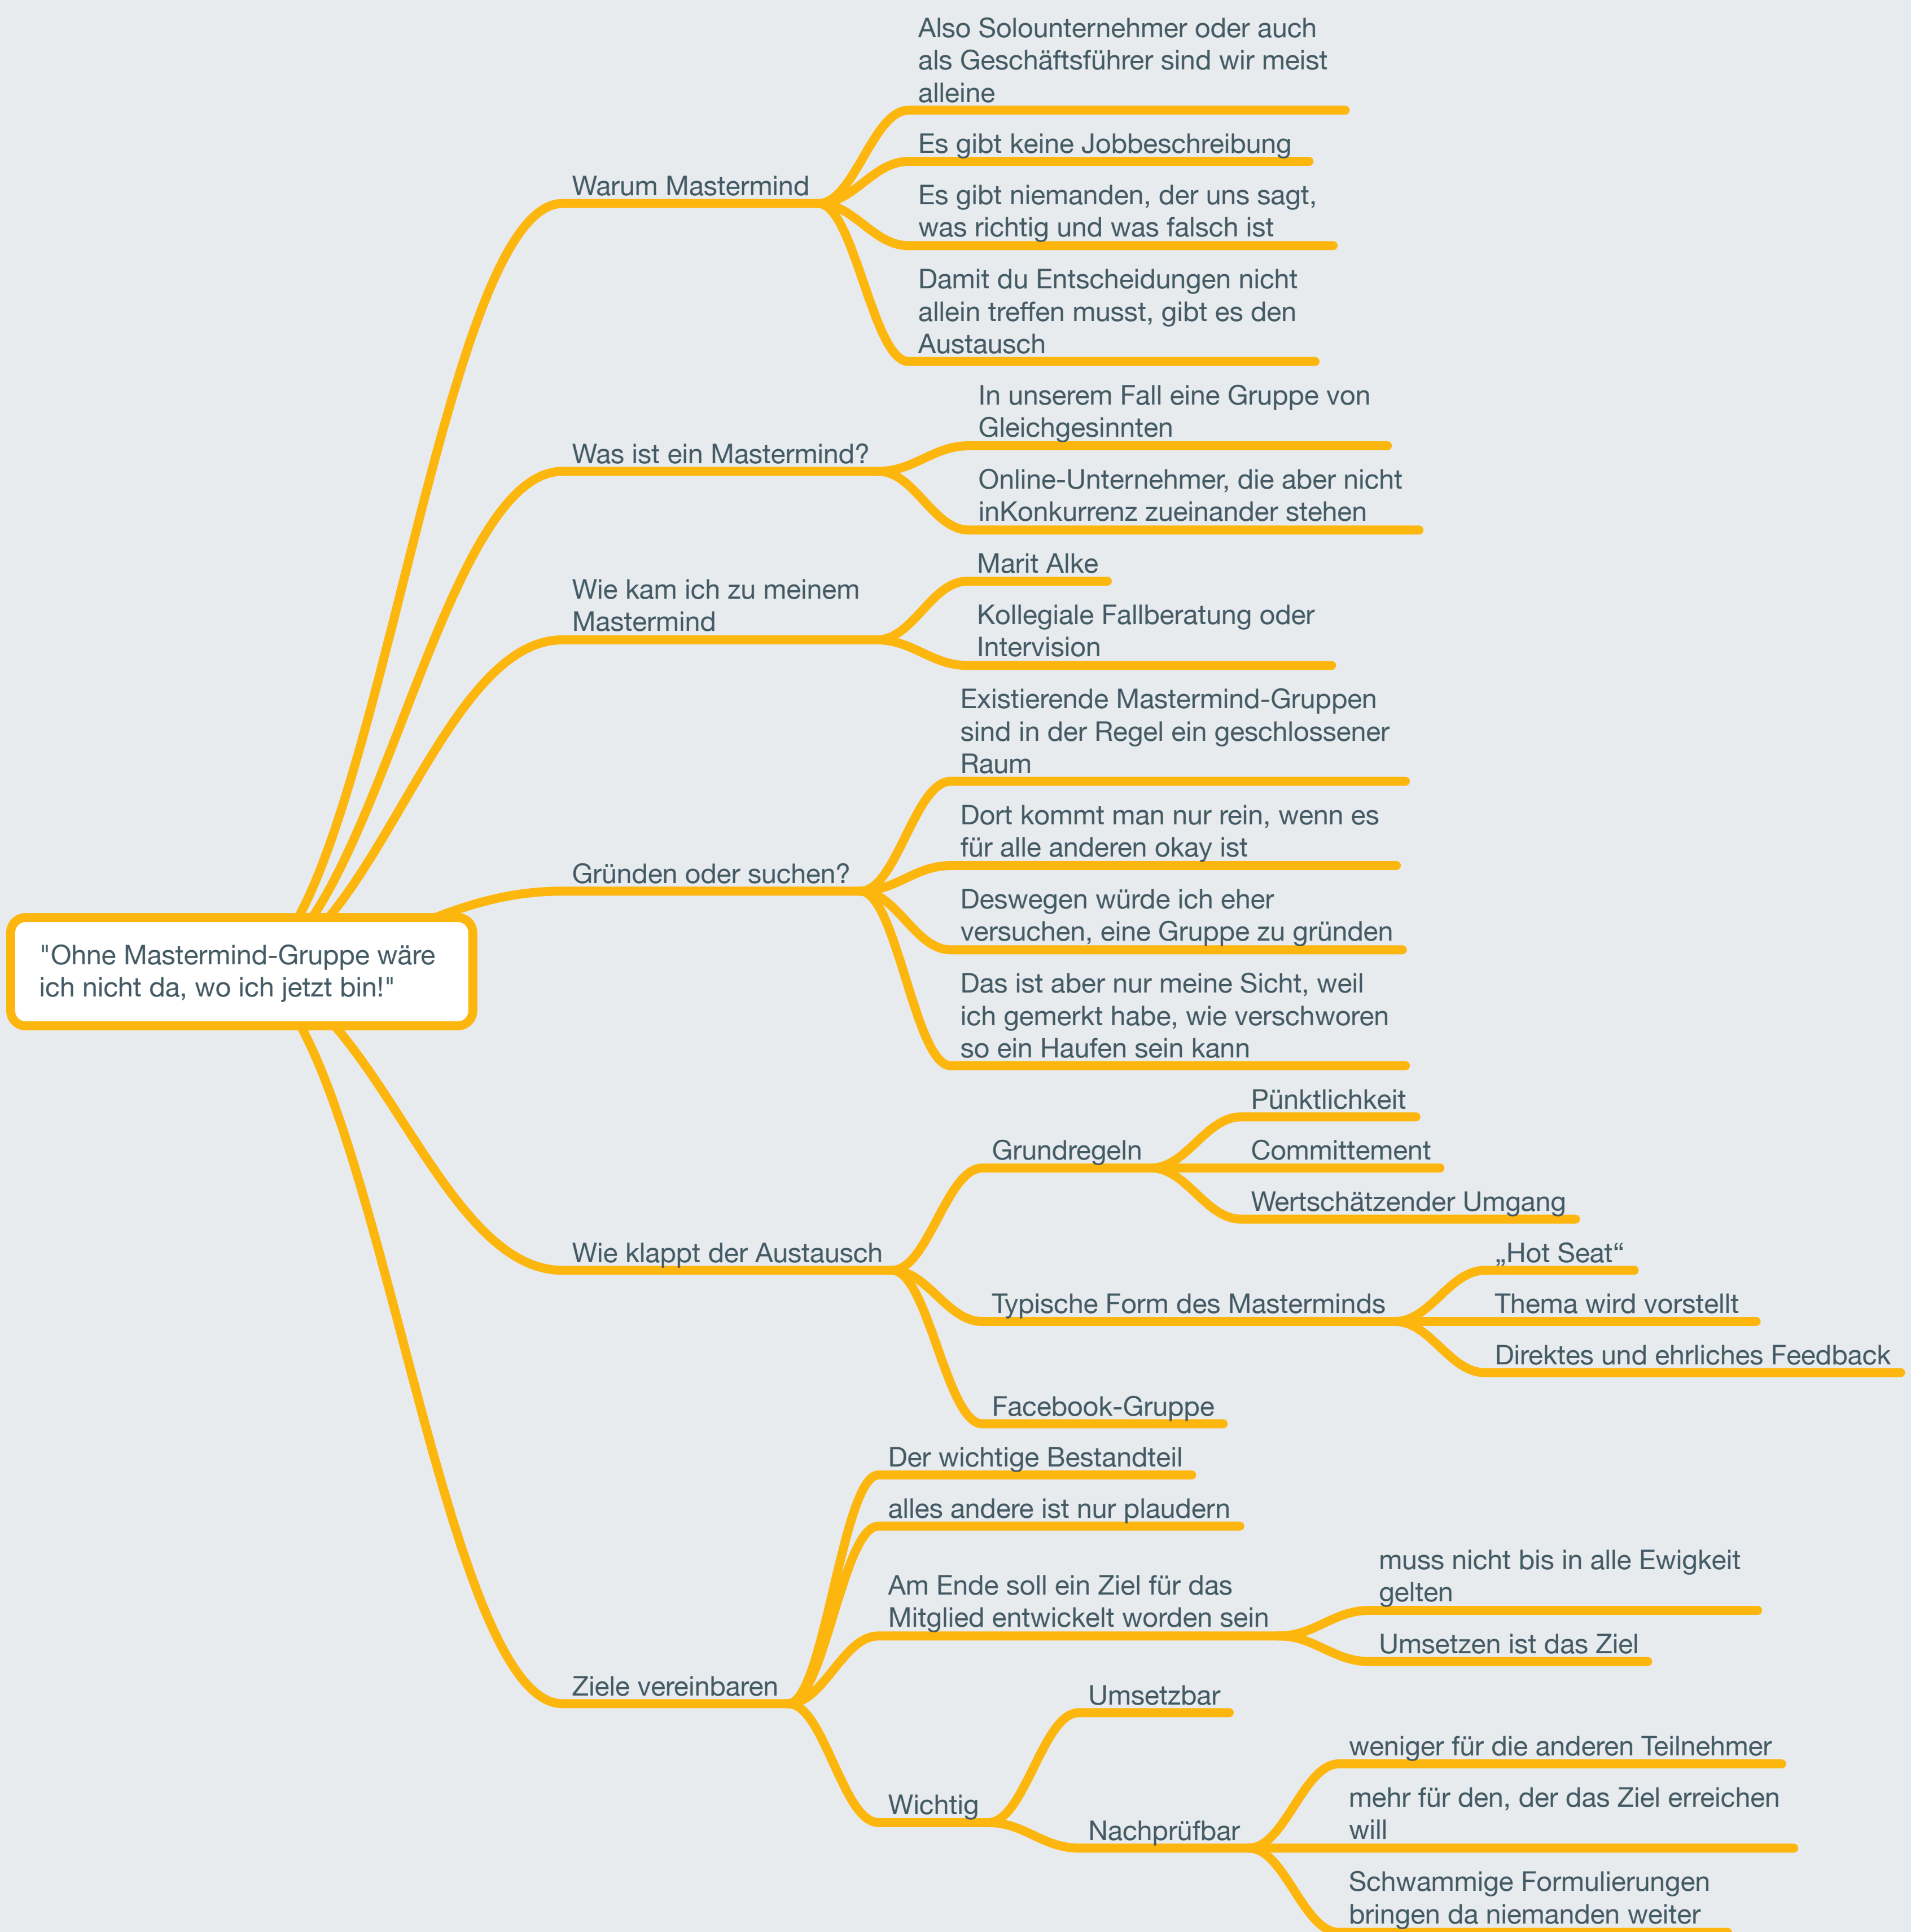 Also Solounternehmer oder auch
als Geschäftsführer sind wir meist
alleine
Es gibt keine Jobbeschreibung
Warum Mastermind
Es gibt niemanden, der uns sagt,
was richtig und was falsch ist
Damit du Entscheidungen nicht
allein treffen musst, gibt es den
Austausch
In unserem Fall eine Gruppe von
Gleichgesinnten
Was ist ein Mastermind?
Online-Unternehmer, die aber nicht
inKonkurrenz zueinander stehen
Marit Alke
Wie kam ich zu meinem
Mastermind
Kollegiale Fallberatung oder
Intervision
Existierende Mastermind-Gruppen
sind in der Regel ein geschlossener
Raum
Dort kommt man nur rein, wenn es
für alle anderen okay ist
Gründen oder suchen?
Deswegen würde ich eher
versuchen, eine Gruppe zu gründen
"Ohne Mastermind-Gruppe wäre
ich nicht da, wo ich jetzt bin!"
Das ist aber nur meine Sicht, weil
ich gemerkt habe, wie verschworen
so ein Haufen sein kann
Pünktlichkeit
Grundregeln
Committement
Wertschätzender Umgang
Wie klappt der Austausch
„Hot Seat“
Typische Form des Masterminds
Thema wird vorstellt
Direktes und ehrliches Feedback
Facebook-Gruppe
Der wichtige Bestandteil
alles andere ist nur plaudern
Am Ende soll ein Ziel für das
Mitglied entwickelt worden sein
muss nicht bis in alle Ewigkeit
gelten
Umsetzen ist das Ziel
Ziele vereinbaren
Umsetzbar
Wichtig
Nachprüfbar
weniger für die anderen Teilnehmer
mehr für den, der das Ziel erreichen
will
Schwammige Formulierungen
bringen da niemanden weiter